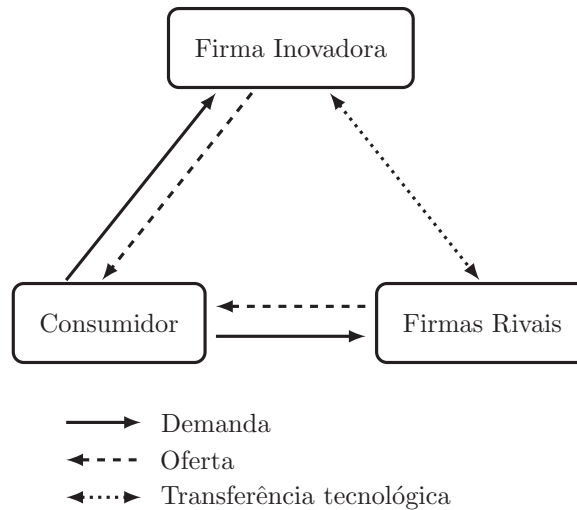 Firma Inovadora
Consumidor
Firmas Rivais
Demanda
Oferta
Transferência tecnológica